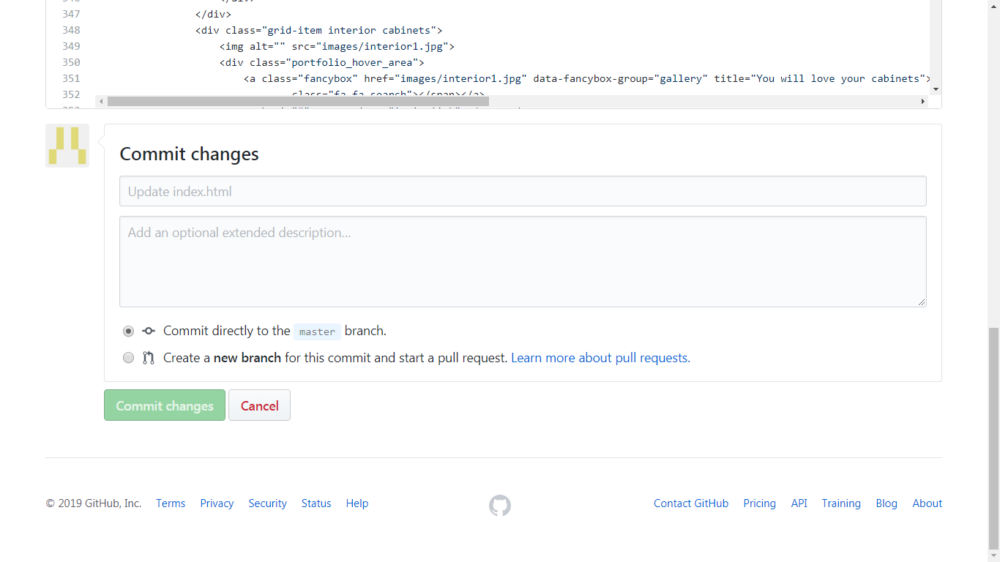 347 </div>
348 <div class="grid-item interior cabinets">
349 <img alt="" src="images/interior1.jpg">
350 <div class="portfolio_hover_area">
351 <a class="fancybox" href="images/interior1.jpg" data-fancybox-group="gallery" title="You will love your cabinets">
352 class="fa fa-search"></span></a>
Commit changes
Update index.html
Add an optional extended description...
Commit directly to the master branch.
Create a new branch for this commit and start a pull request. Learn more about pull requests.
Commit changes Cancel
© 2019 GitHub, Inc. Terms Privacy Security Status Help Contact GitHub Pricing API Training Blog About